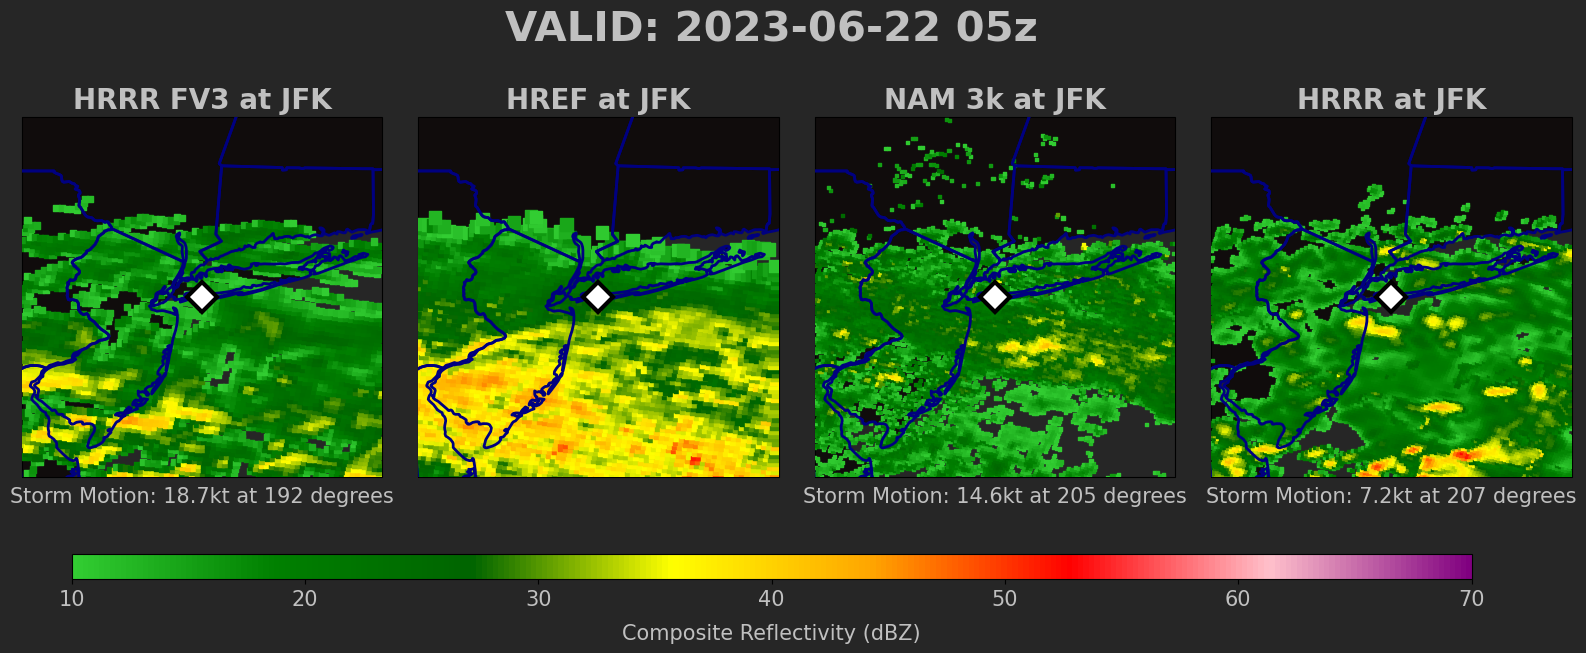 VALID: 2023-06-22 05z
HRRR FV3 at JFK
HREF at JFK
NAM 3k at JFK
HRRR at JFK
Storm Motion: 18.7kt at 192 degrees
Storm Motion: 14.6kt at 205 degrees
Storm Motion: 7.2kt at 207 degrees
10 20 30 40 50 60 70
Composite Reflectivity (dBZ)